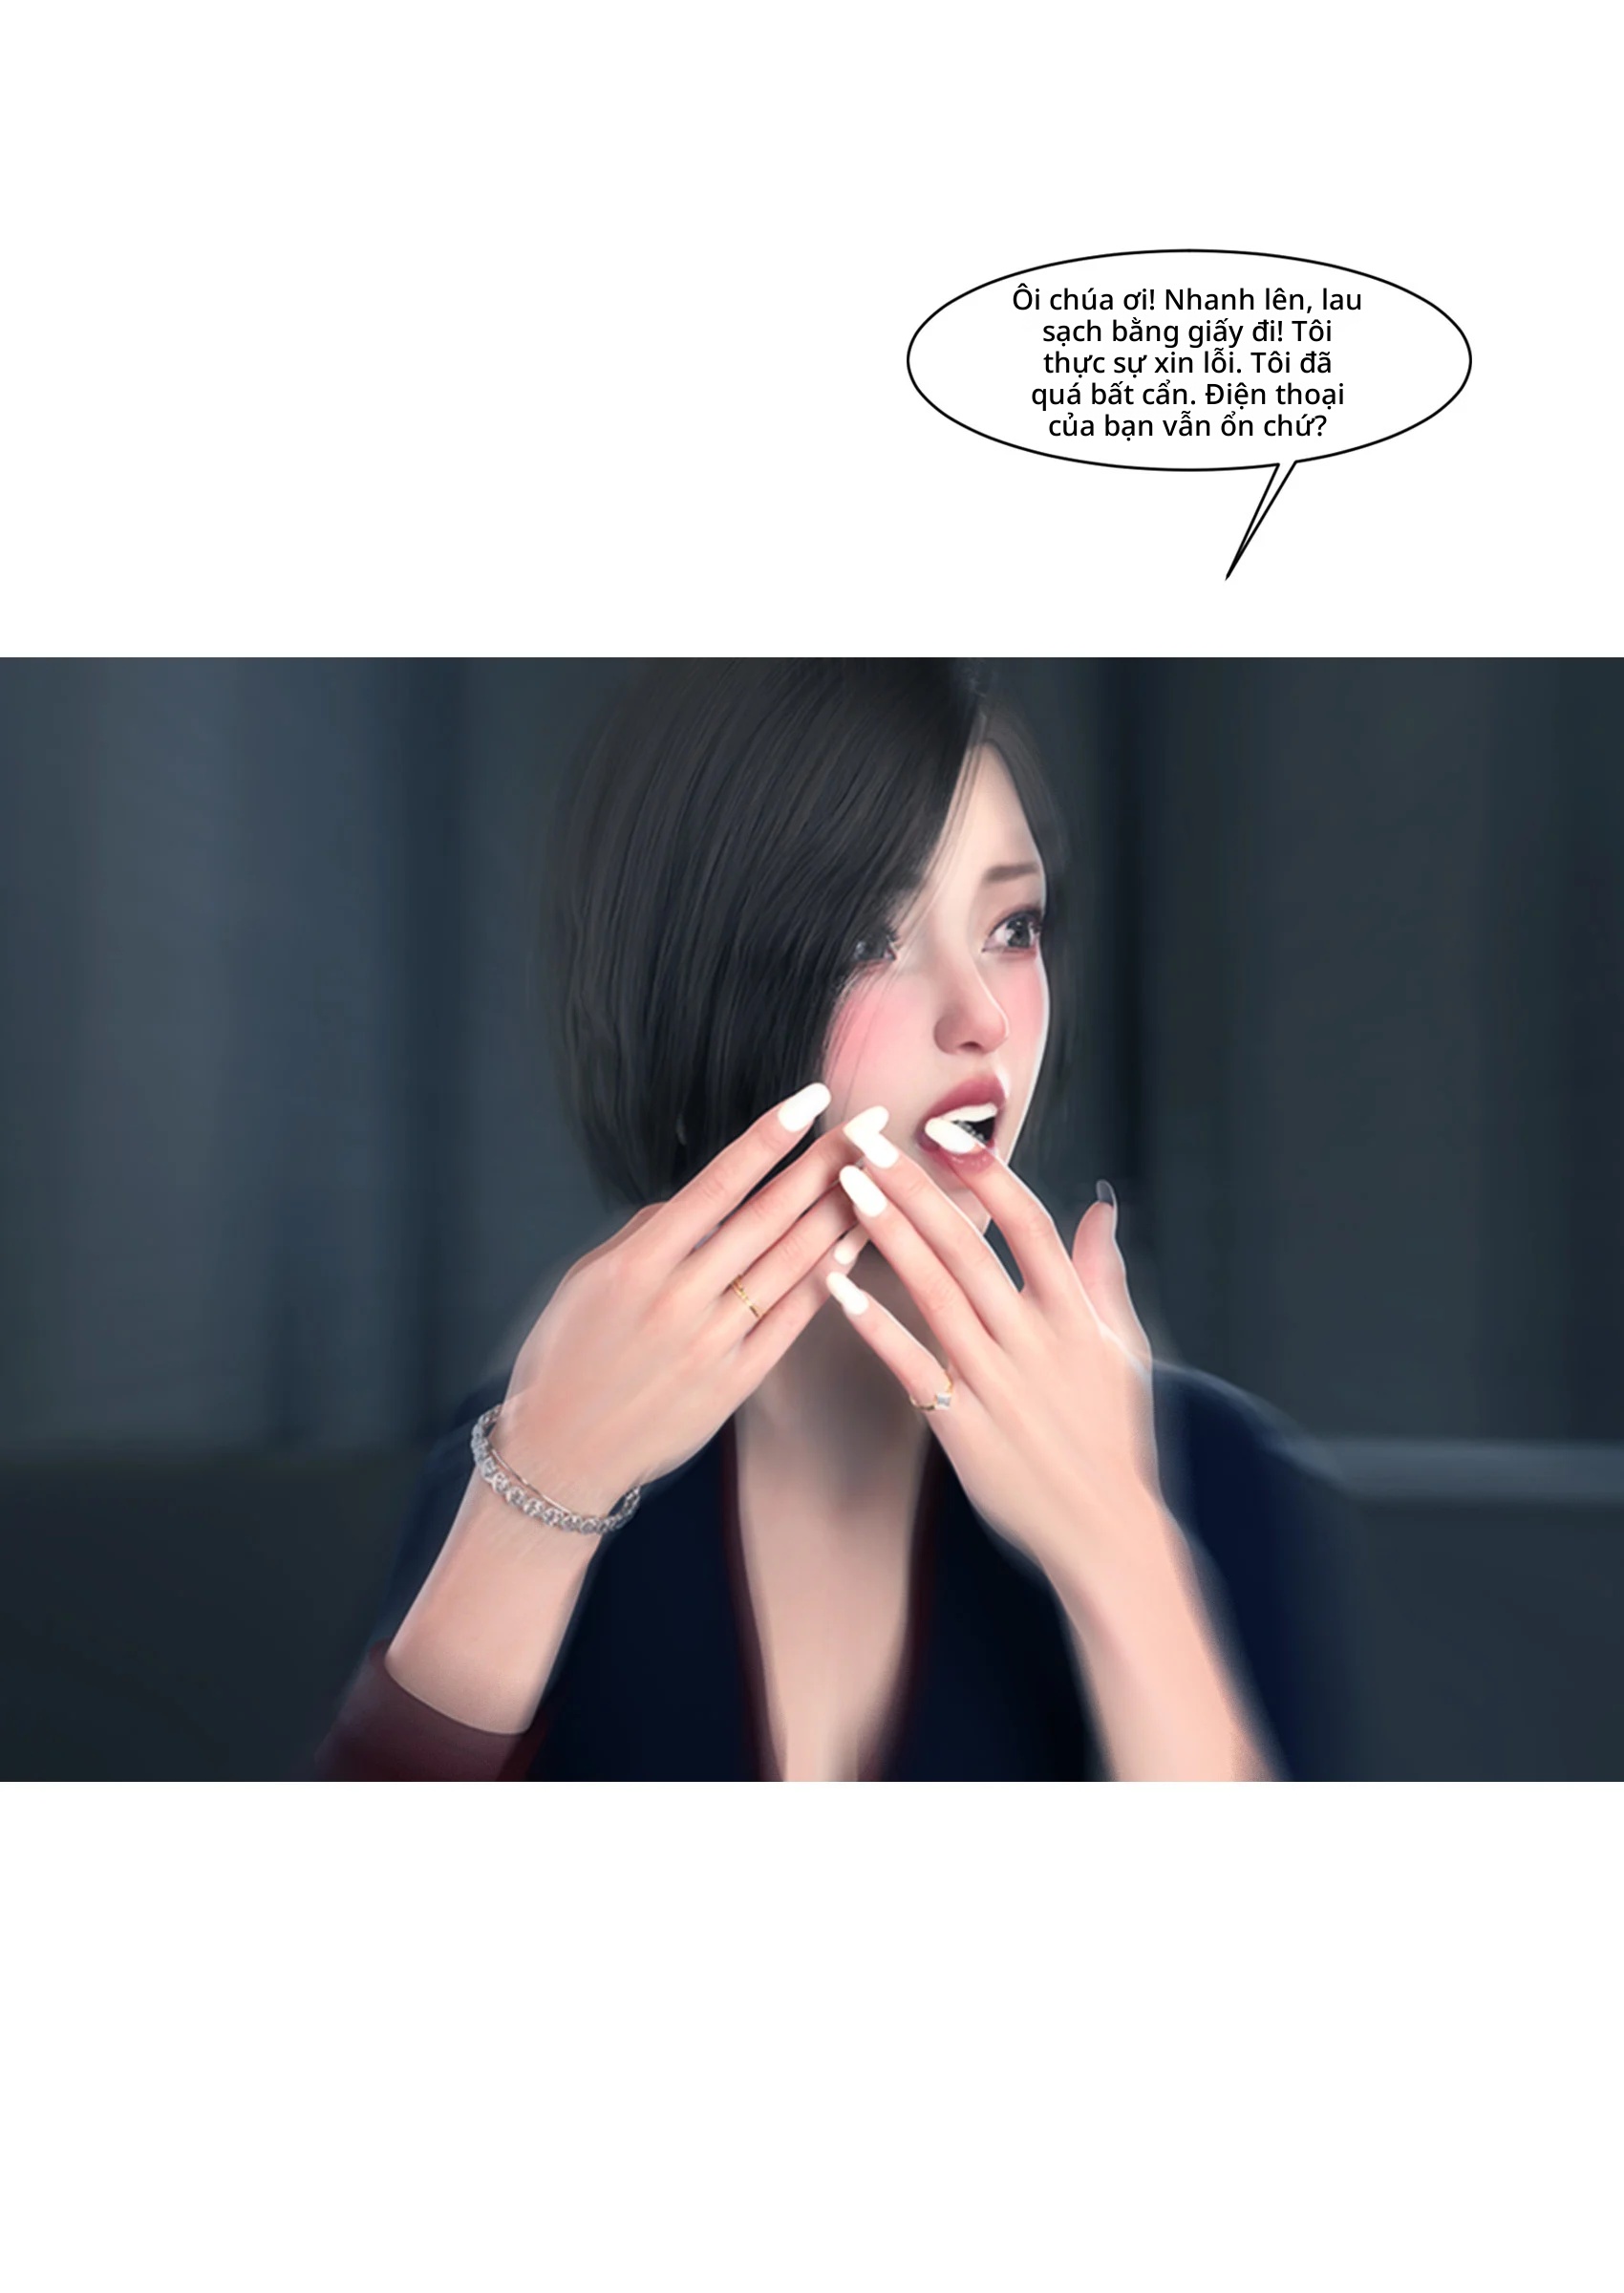 Ôi chúa ơi! Nhanh lên, lau
sạch bằng giấy đi! Tôi
thực sự xin lỗi. Tôi đã
quá bất cẩn. Điện thoại
của bạn vẫn ổn chứ?